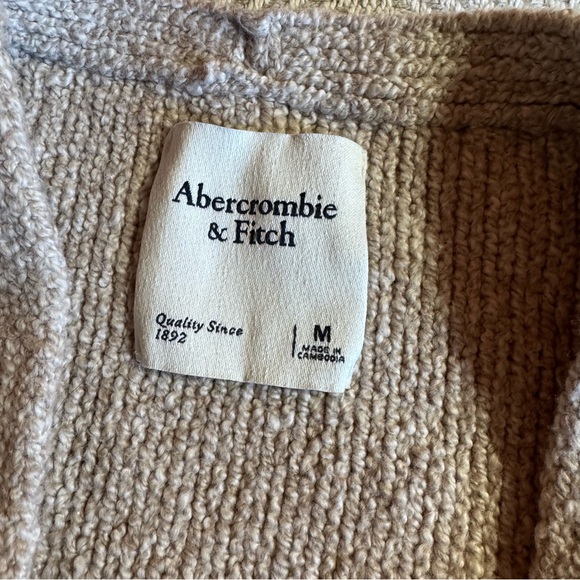 Abercrombie
& Fitch
Quality Since
1892
M
MADE IN
CAMBODIA